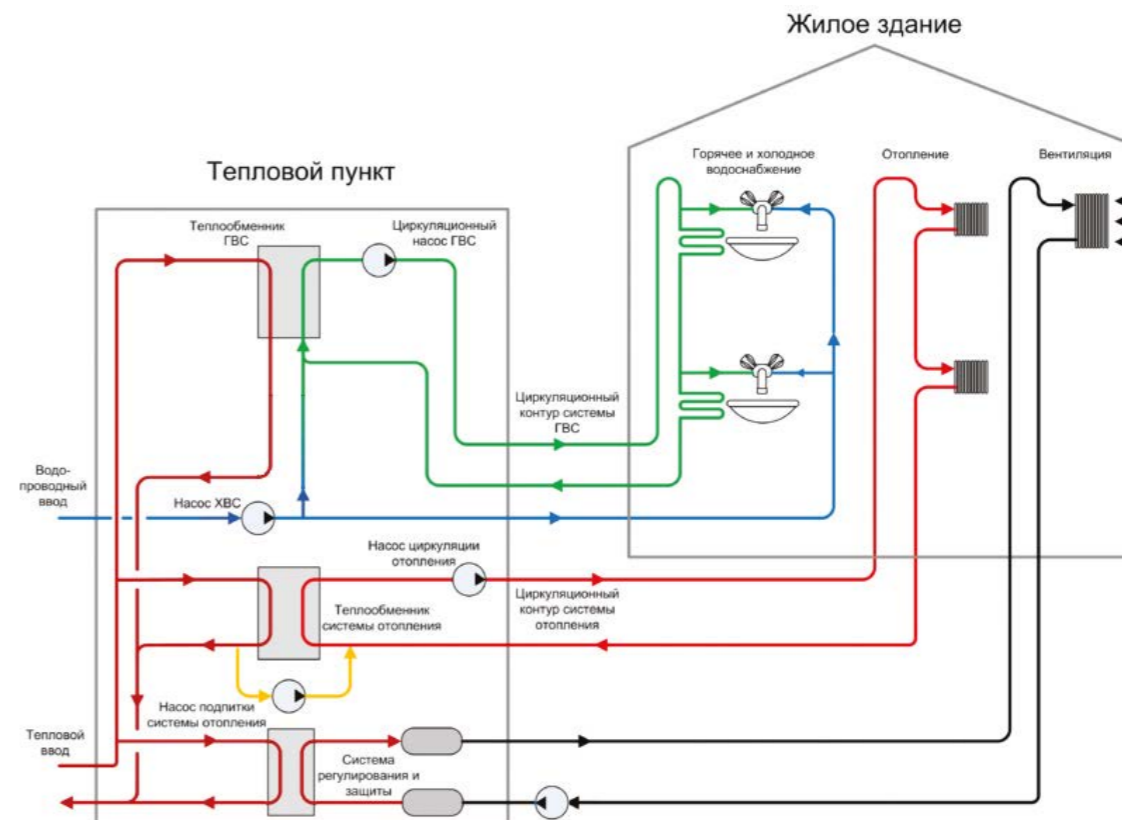 Жилое здание
Тепловой пункт
Горячее и холодное
водоснабжение
Отопление
Вентиляция
Теплообменник
ГВС
Циркуляционный
насос ГВС
Циркуляционный
контур системы
ГВС
Водо-
проводный
ввод
Насос ХВС
Насос циркуляции
отопления
Циркуляционный
контур системы
отопления
Теплообменник
системы отопления
Насос подпитки
системы отопления
Тепловой
ввод
Система
регулирования и
защиты